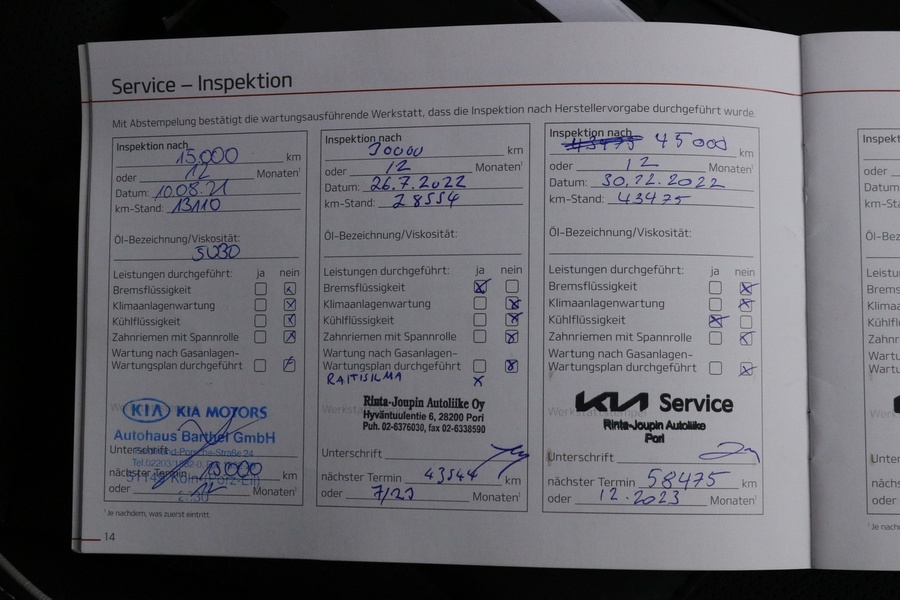 Service – Inspektion
Mit Abstempelung bestätigt die wartungsausführende Werkstatt, dass die Inspektion nach Herstellervorgabe durchgeführt wurde.
Inspektion nach
15.000 km
oder 12 Monaten¹
Datum: 10.08.21
km-Stand: 13110
Öl-Bezeichnung/Viskosität:
5W30
Leistungen durchgeführt: ja nein
Bremsflüssigkeit
Klimaanlagenwartung
Kühlflüssigkeit
Zahnriemen mit Spannrolle
Wartung nach Gasanlagen-
Wartungsplan durchgeführt
KIA KIA MOTORS
Autohaus Barthel GmbH
Unterschrift
nächster Termin km
oder Monaten¹
¹ Je nachdem, was zuerst eintritt.
14
Inspektion nach
30000 km
oder 12 Monaten¹
Datum: 26.7.2022
km-Stand: 28554
Öl-Bezeichnung/Viskosität:
Leistungen durchgeführt: ja nein
Bremsflüssigkeit
Klimaanlagenwartung
Kühlflüssigkeit
Zahnriemen mit Spannrolle
Wartung nach Gasanlagen-
Wartungsplan durchgeführt
RAITISILMA x
Rinta-Joupin Autoliike Oy
Hyväntuulentie 6, 28200 Pori
Puh. 02-6376030, fax 02-6338590
Unterschrift
nächster Termin 43544 km
oder 7/23 Monaten¹
Inspektion nach
43475 45000 km
oder 12 Monaten¹
Datum: 30.12.2022
km-Stand: 43475
Öl-Bezeichnung/Viskosität:
Leistungen durchgeführt: ja nein
Bremsflüssigkeit
Klimaanlagenwartung
Kühlflüssigkeit
Zahnriemen mit Spannrolle
Wartung nach Gasanlagen-
Wartungsplan durchgeführt
KIA Service
Rinta-Joupin Autoliike
Pori
Unterschrift
nächster Termin 58475 km
oder 12.2023 Monaten¹